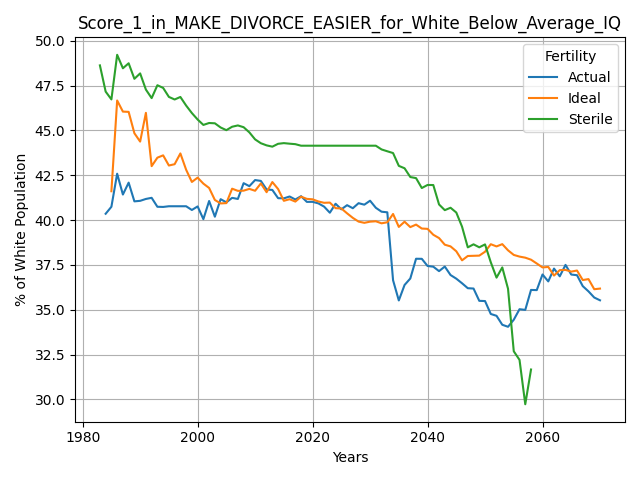 Score_1_in_MAKE_DIVORCE_EASIER_for_White_Below_Average_IQ
50.0
47.5
45.0
42.5
40.0
37.5
35.0
32.5
30.0
% of White Population
Fertility
Actual
Ideal
Sterile
1980
2000
2020
2040
2060
Years